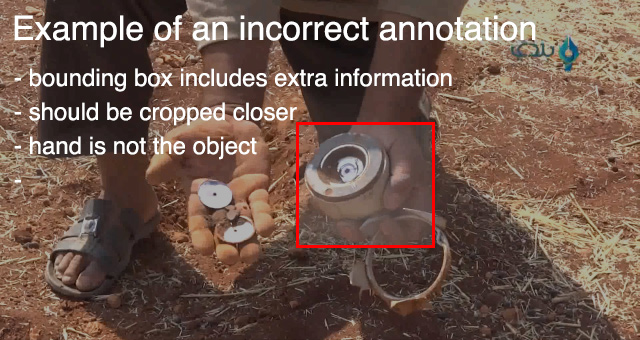 Example of an incorrect annotation
بلدي
- bounding box includes extra information
- should be cropped closer
- hand is not the object
-